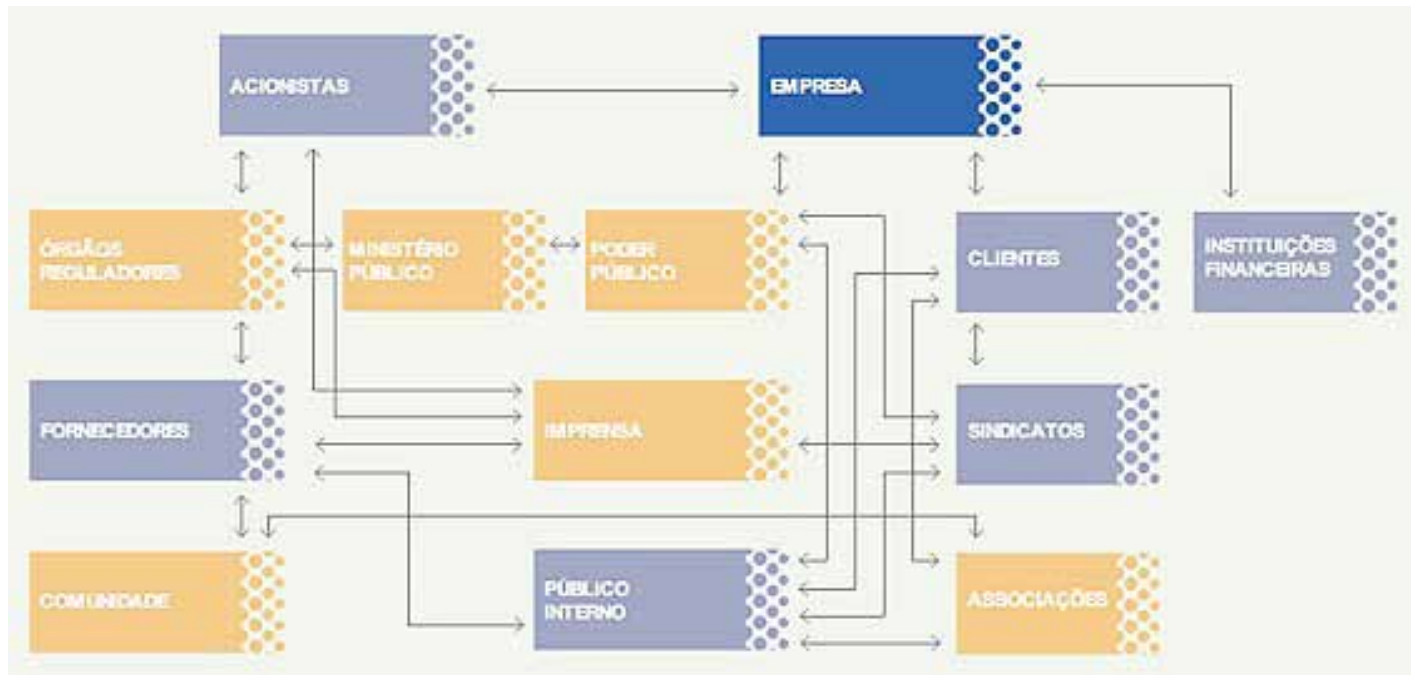 ACIONISTAS
EMPRESA
ÓRGÃOS
REGULADORES
MINISTÉRIO
PÚBLICO
PODER
PÚBLICO
CLIENTES
INSTITUIÇÕES
FINANCEIRAS
FORNECEDORES
IMPRENSA
SINDICATOS
COMUNIDADE
PÚBLICO
INTERNO
ASSOCIAÇÕES